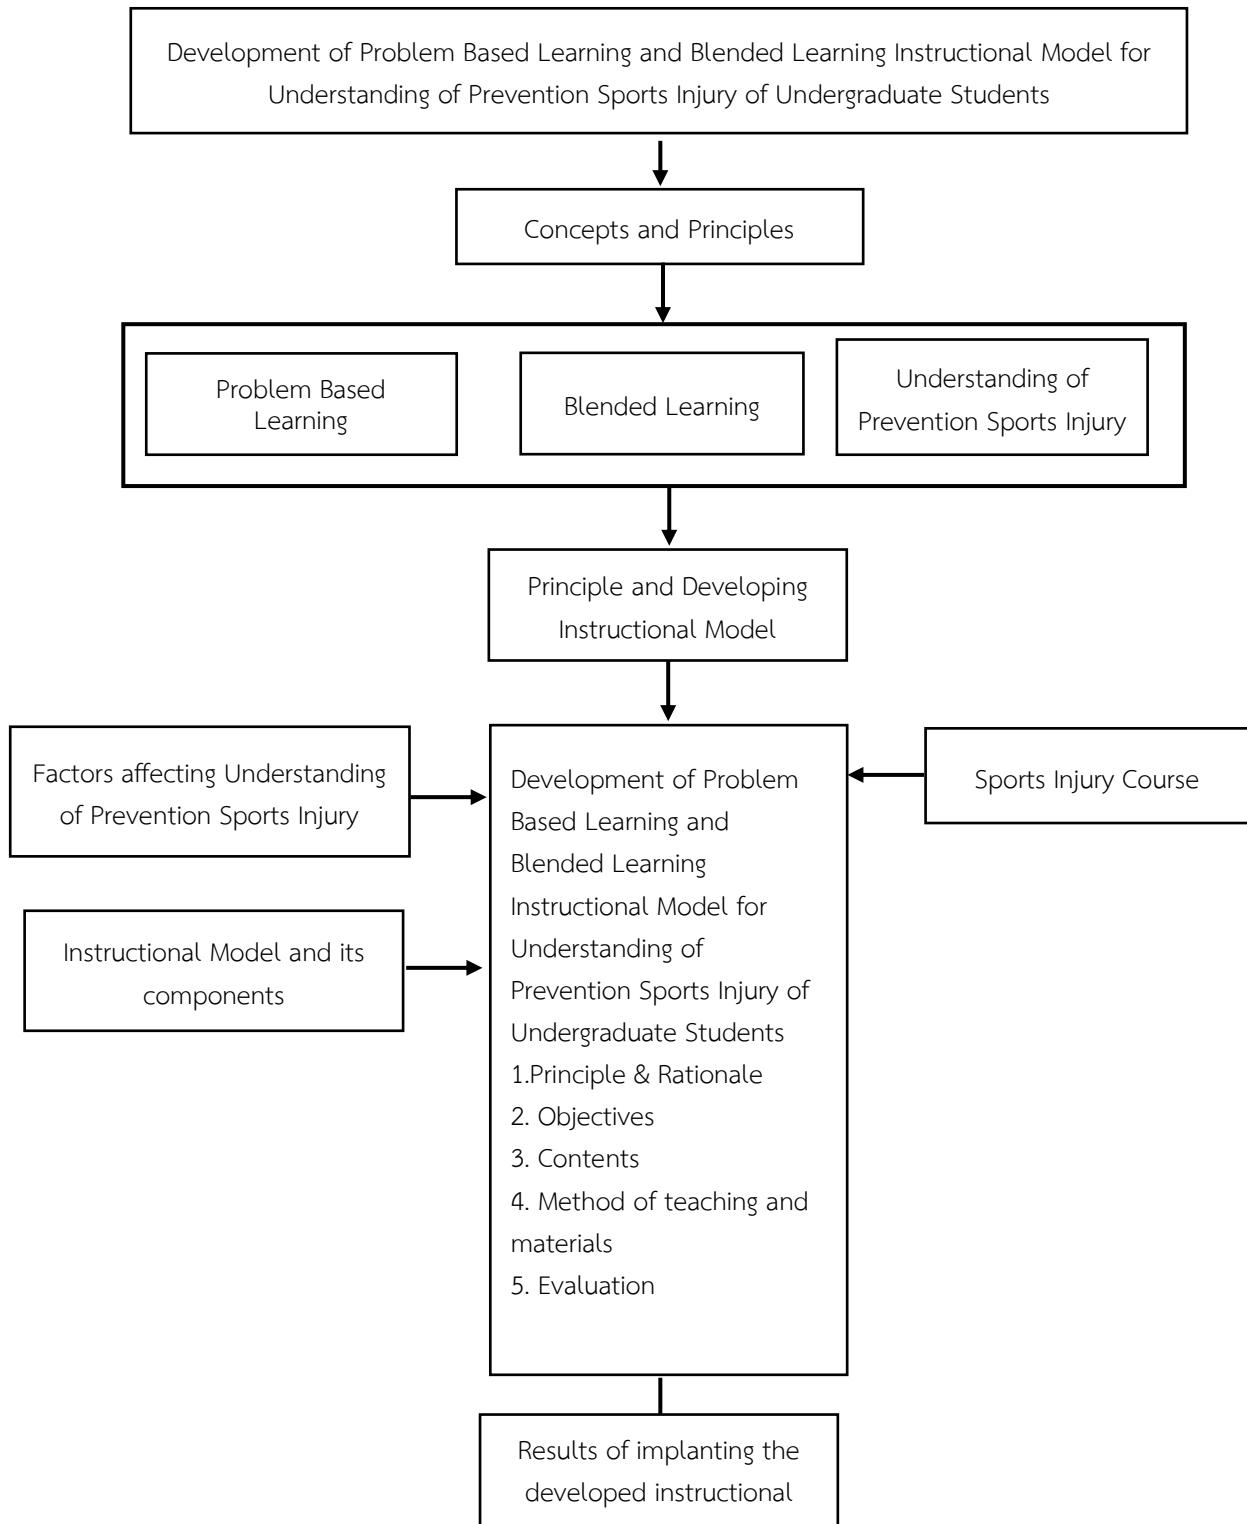 Development of Problem Based Learning and Blended Learning Instructional Model for
Understanding of Prevention Sports Injury of Undergraduate Students
Concepts and Principles
Problem Based
Learning
Blended Learning
Understanding of
Prevention Sports Injury
Principle and Developing
Instructional Model
Factors affecting Understanding
of Prevention Sports Injury
Instructional Model and its
components
Development of Problem
Based Learning and
Blended Learning
Instructional Model for
Understanding of
Prevention Sports Injury of
Undergraduate Students
1.Principle & Rationale
2. Objectives
3. Contents
4. Method of teaching and
materials
5. Evaluation
Sports Injury Course
Results of implanting the
developed instructional